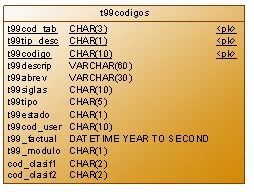 t99codigos
t99cod_tab CHAR(3) <pk>
t99tip_desc CHAR(1) <pk>
t99codigo CHAR(10) <pk>
t99descrip VARCHAR(60)
t99abrev VARCHAR(30)
t99siglas CHAR(10)
t99tipo CHAR(5)
t99estado CHAR(1)
t99cod_user CHAR(10)
t99_factual DATETIME YEAR TO SECOND
t99_modulo CHAR(1)
cod_clasif1 CHAR(2)
cod_clasif2 CHAR(2)